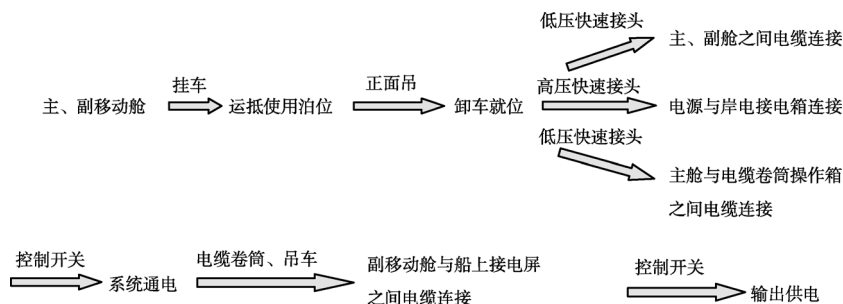 低压快速接头
主、副舱之间电缆连接
挂车
正面吊
高压快速接头
主、副移动舱
运抵使用泊位
卸车就位
电源与岸电接电箱连接
低压快速接头
主舱与电缆卷筒操作箱
之间电缆连接
控制开关
系统通电
电缆卷筒、吊车
副移动舱与船上接电屏
之间电缆连接
控制开关
输出供电